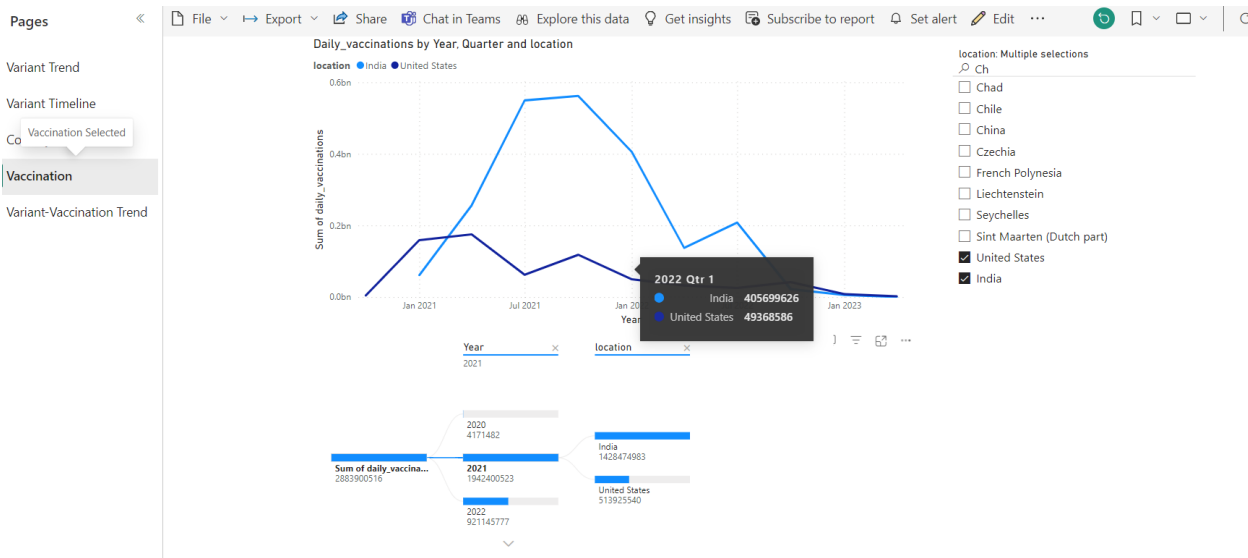 Pages
File Export Share Chat in Teams Explore this data Get insights Subscribe to report Set alert Edit
Variant Trend
Variant Timeline
Vaccination Selected
Vaccination
Variant-Vaccination Trend
Daily_vaccinations by Year, Quarter and location
location India United States
0.6bn
0.4bn
0.2bn
0.0bn
Sum of daily_vaccinations
Jan 2021 Jul 2021 Jan 20 Jan 2023
Year
2022 Qtr 1
India 405699626
United States 49368586
location: Multiple selections
Ch
Chad
Chile
China
Czechia
French Polynesia
Liechtenstein
Seychelles
Sint Maarten (Dutch part)
United States
India
Year location
2021
2020
4171482
Sum of daily_vaccina...
2883900516
2021
1942400523
2022
921145777
India
1428474983
United States
513925540